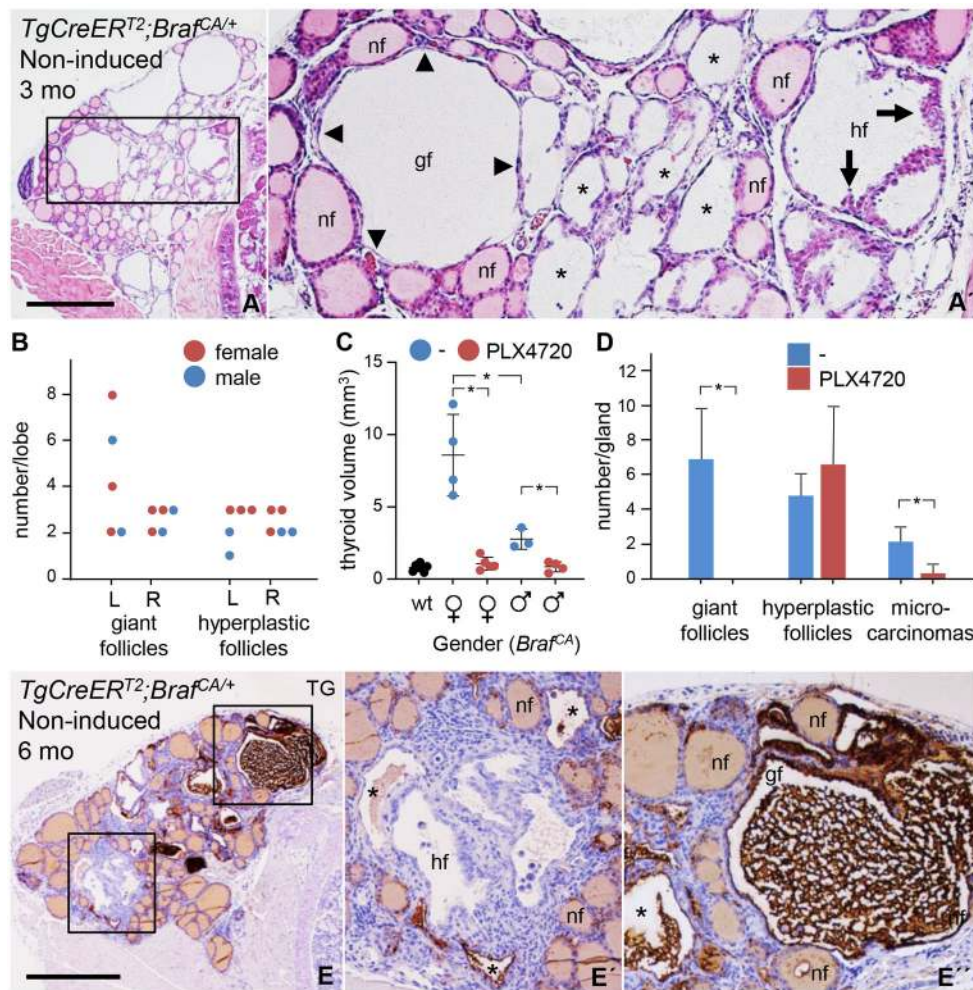 TgCreER^T2;Braf^CA/+
Non-induced
3 mo
A
nf
nf
*
gf
*
*
*
nf
nf
*
nf
nf
hf
A´
B
female
male
number/lobe
8
6
4
2
0
L R L R
giant
follicles
hyperplastic
follicles
C
- PLX4720
thyroid volume (mm³)
15
10
5
0
*
*
*
wt ♀ ♀ ♂ ♂
Gender (Braf^CA)
D
-
PLX4720
number/gland
12
10
8
6
4
2
0
*
*
giant
follicles
hyperplastic
follicles
micro-
carcinomas
TgCreER^T2;Braf^CA/+
Non-induced
6 mo
TG
E
nf
*
*
hf
nf
*
E´
nf
nf
gf
*
nf
nf
E´´